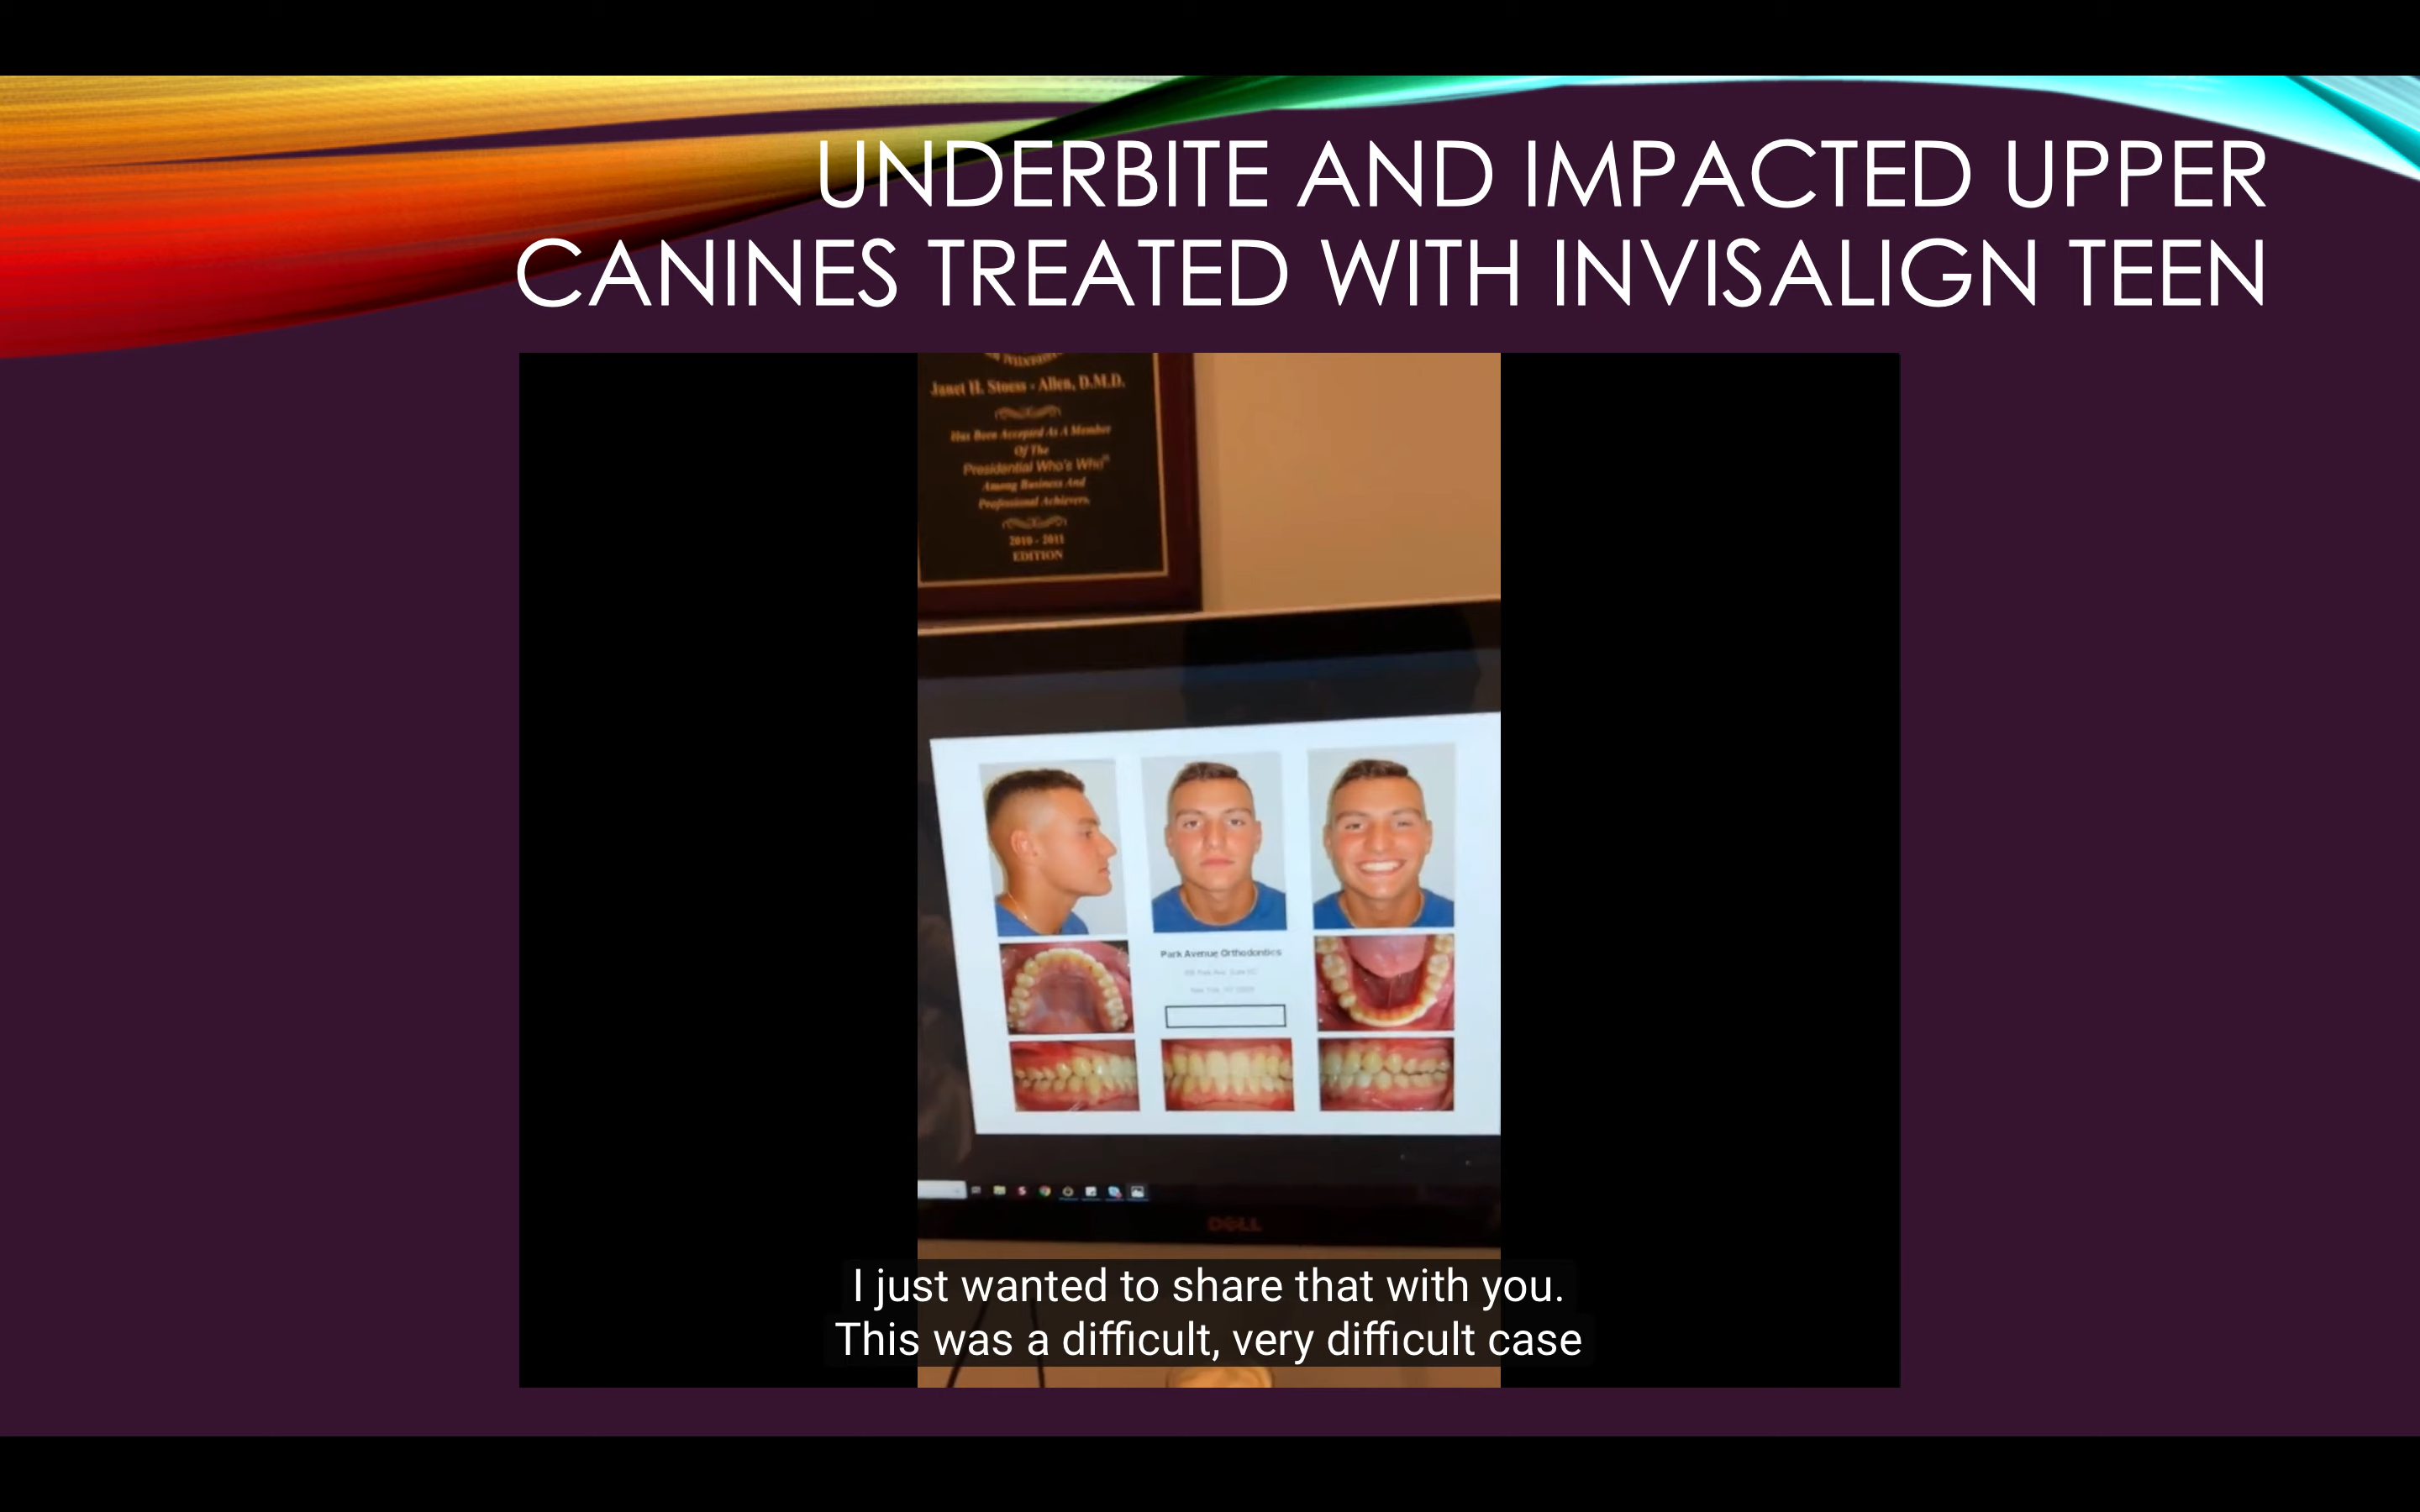 UNDERBITE AND IMPACTED UPPER
CANINES TREATED WITH INVISALIGN TEEN
Janet H. Stoess - Allen, D.M.D.
Has Been Accepted As A Member
Of The
Presidential Who's Who
Among Business And
Professional Achievers.
2010 - 2011
EDITION
Park Avenue Orthodontics
DELL
I just wanted to share that with you.
This was a difficult, very difficult case